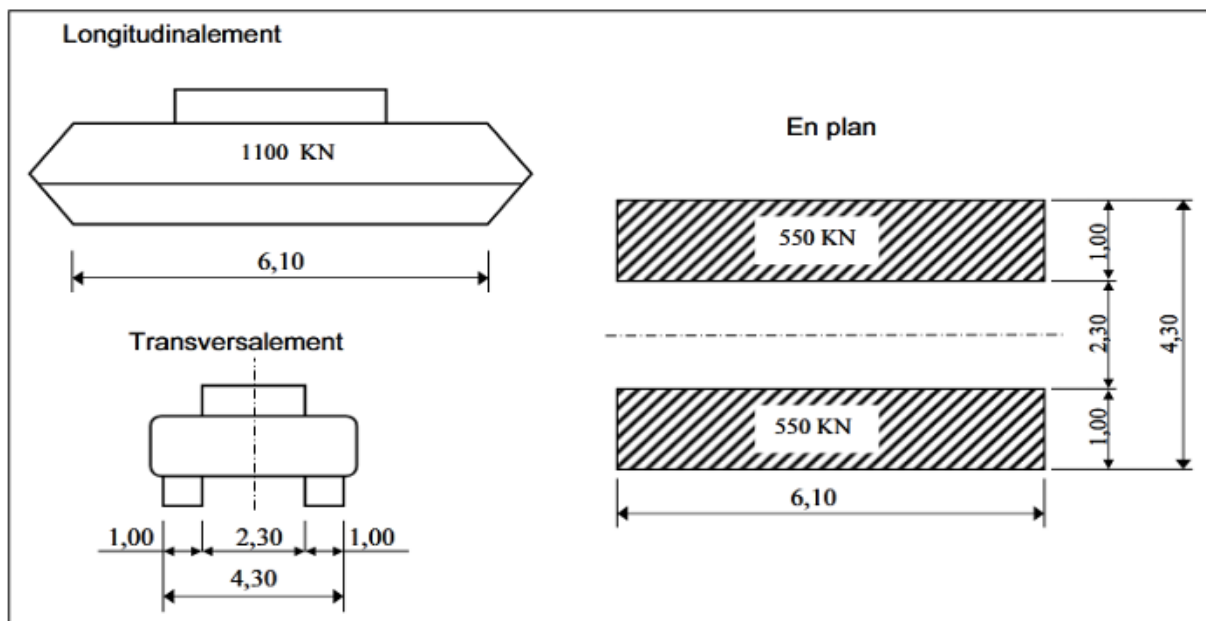 Longitudinalement
1100 KN
6,10
Transversalement
1,00
2,30
1,00
4,30
En plan
550 KN
550 KN
1,00
2,30
1,00
4,30
6,10